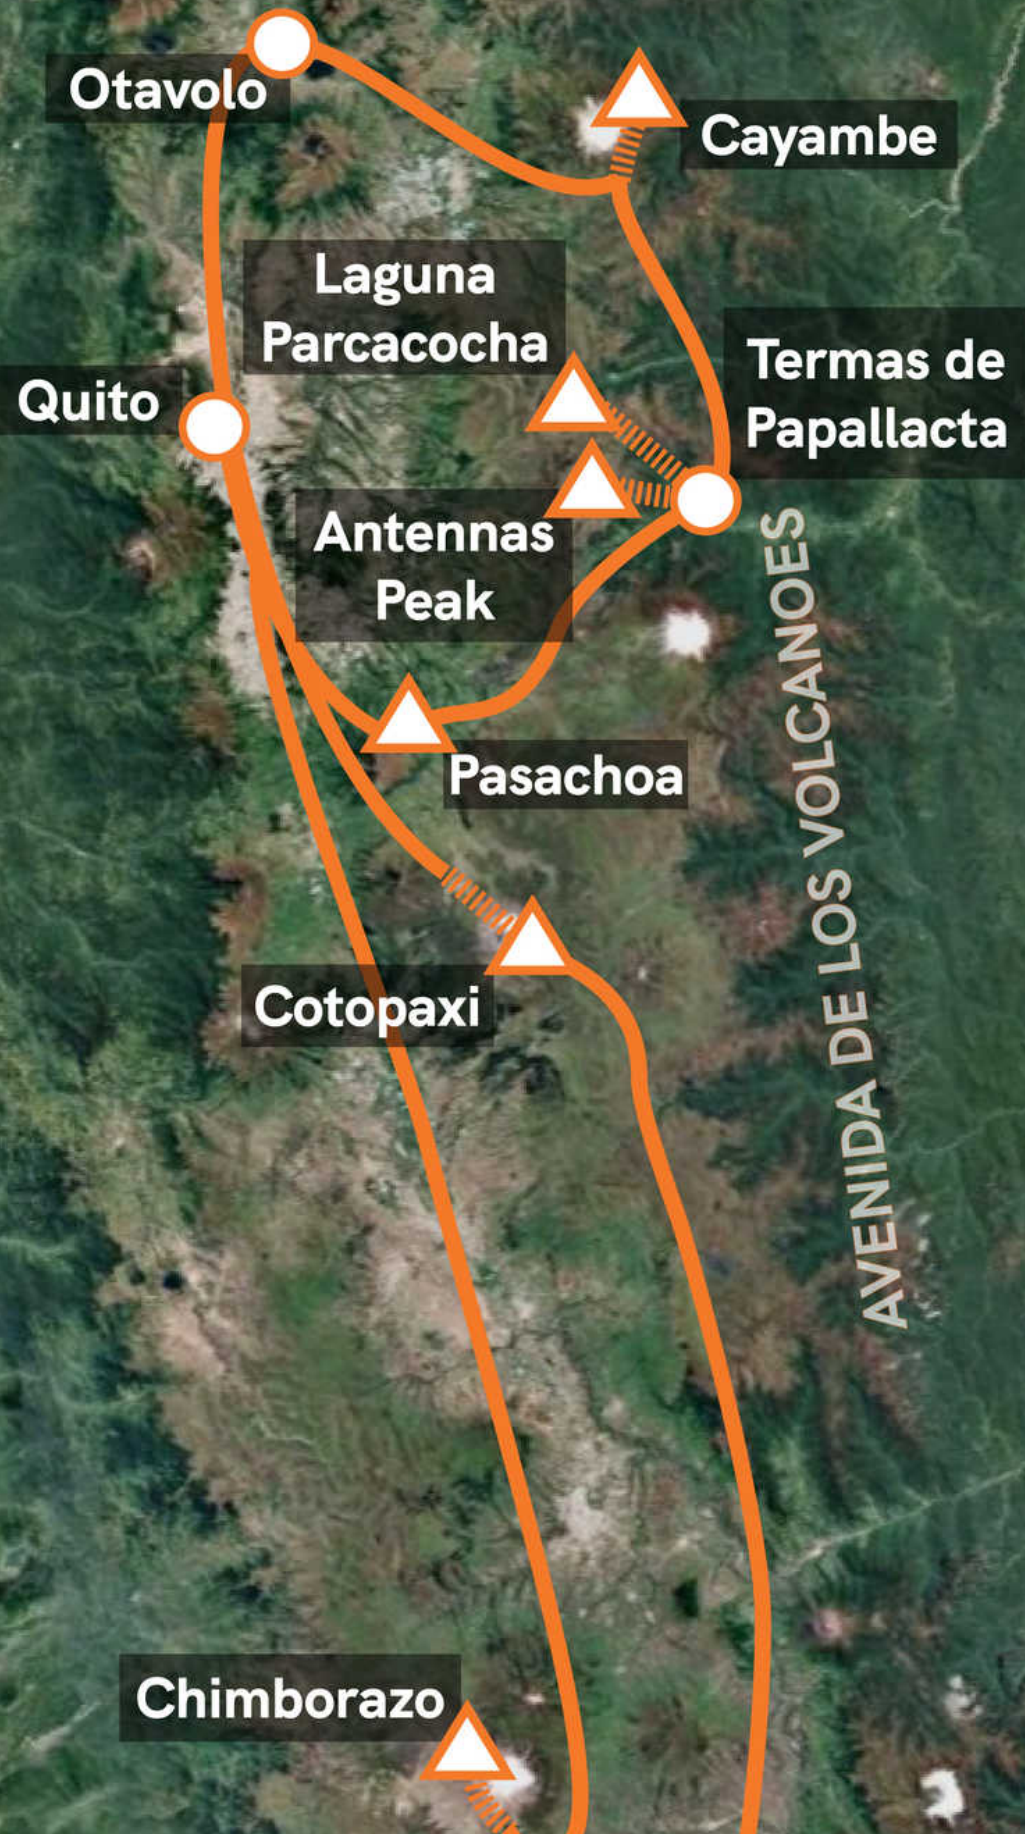 Otavolo
Cayambe
Laguna
Parcacocha
Termas de
Papallacta
Quito
Antennas
Peak
AVENIDA DE LOS VOLCANOES
Pasachoa
Cotopaxi
Chimborazo